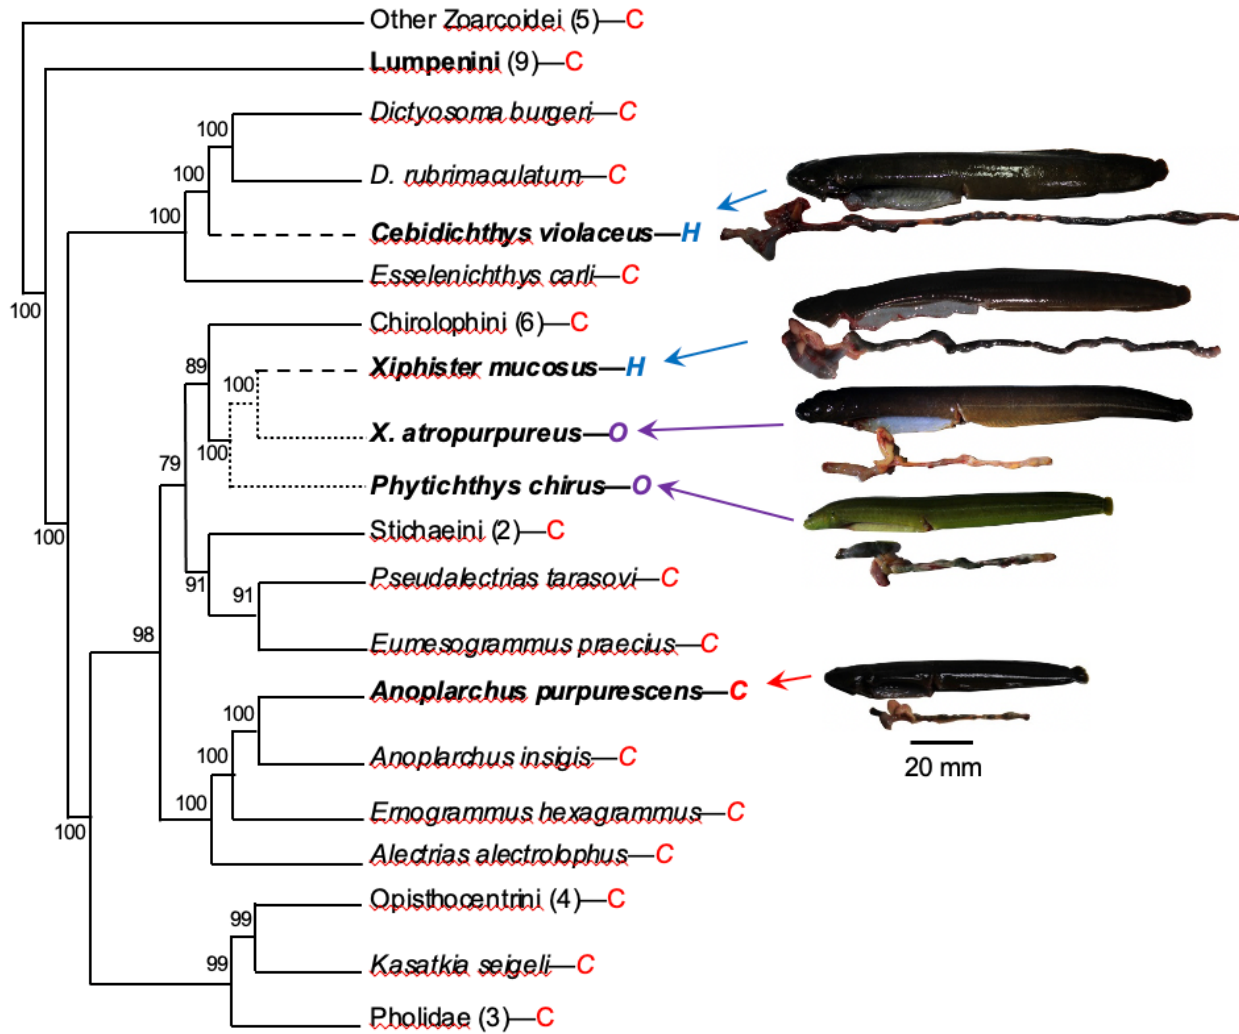 Other Zoarcoidei (5)—C
Lumpenini (9)—C
Dictyosoma burgeri—C
100
D. rubrimaculatum—C
100
100
Cebidichthys violaceus—H
Esselenichthys carli—C
100
Chirolophini (6)—C
89
Xiphister mucosus—H
100
X. atropurpureus—O
100
79
Phytichthys chirus—O
Stichaeini (2)—C
100
91
Pseudalectrias tarasovi—C
91
98
Eumesogrammus praecius—C
Anoplarchus purpurescens—C
100
100
Anoplarchus insigis—C
20 mm
100
Ernogrammus hexagrammus—C
100
Alectrias alectrolophus—C
Opisthocentrini (4)—C
99
99
Kasatkia seigeli—C
Pholidae (3)—C